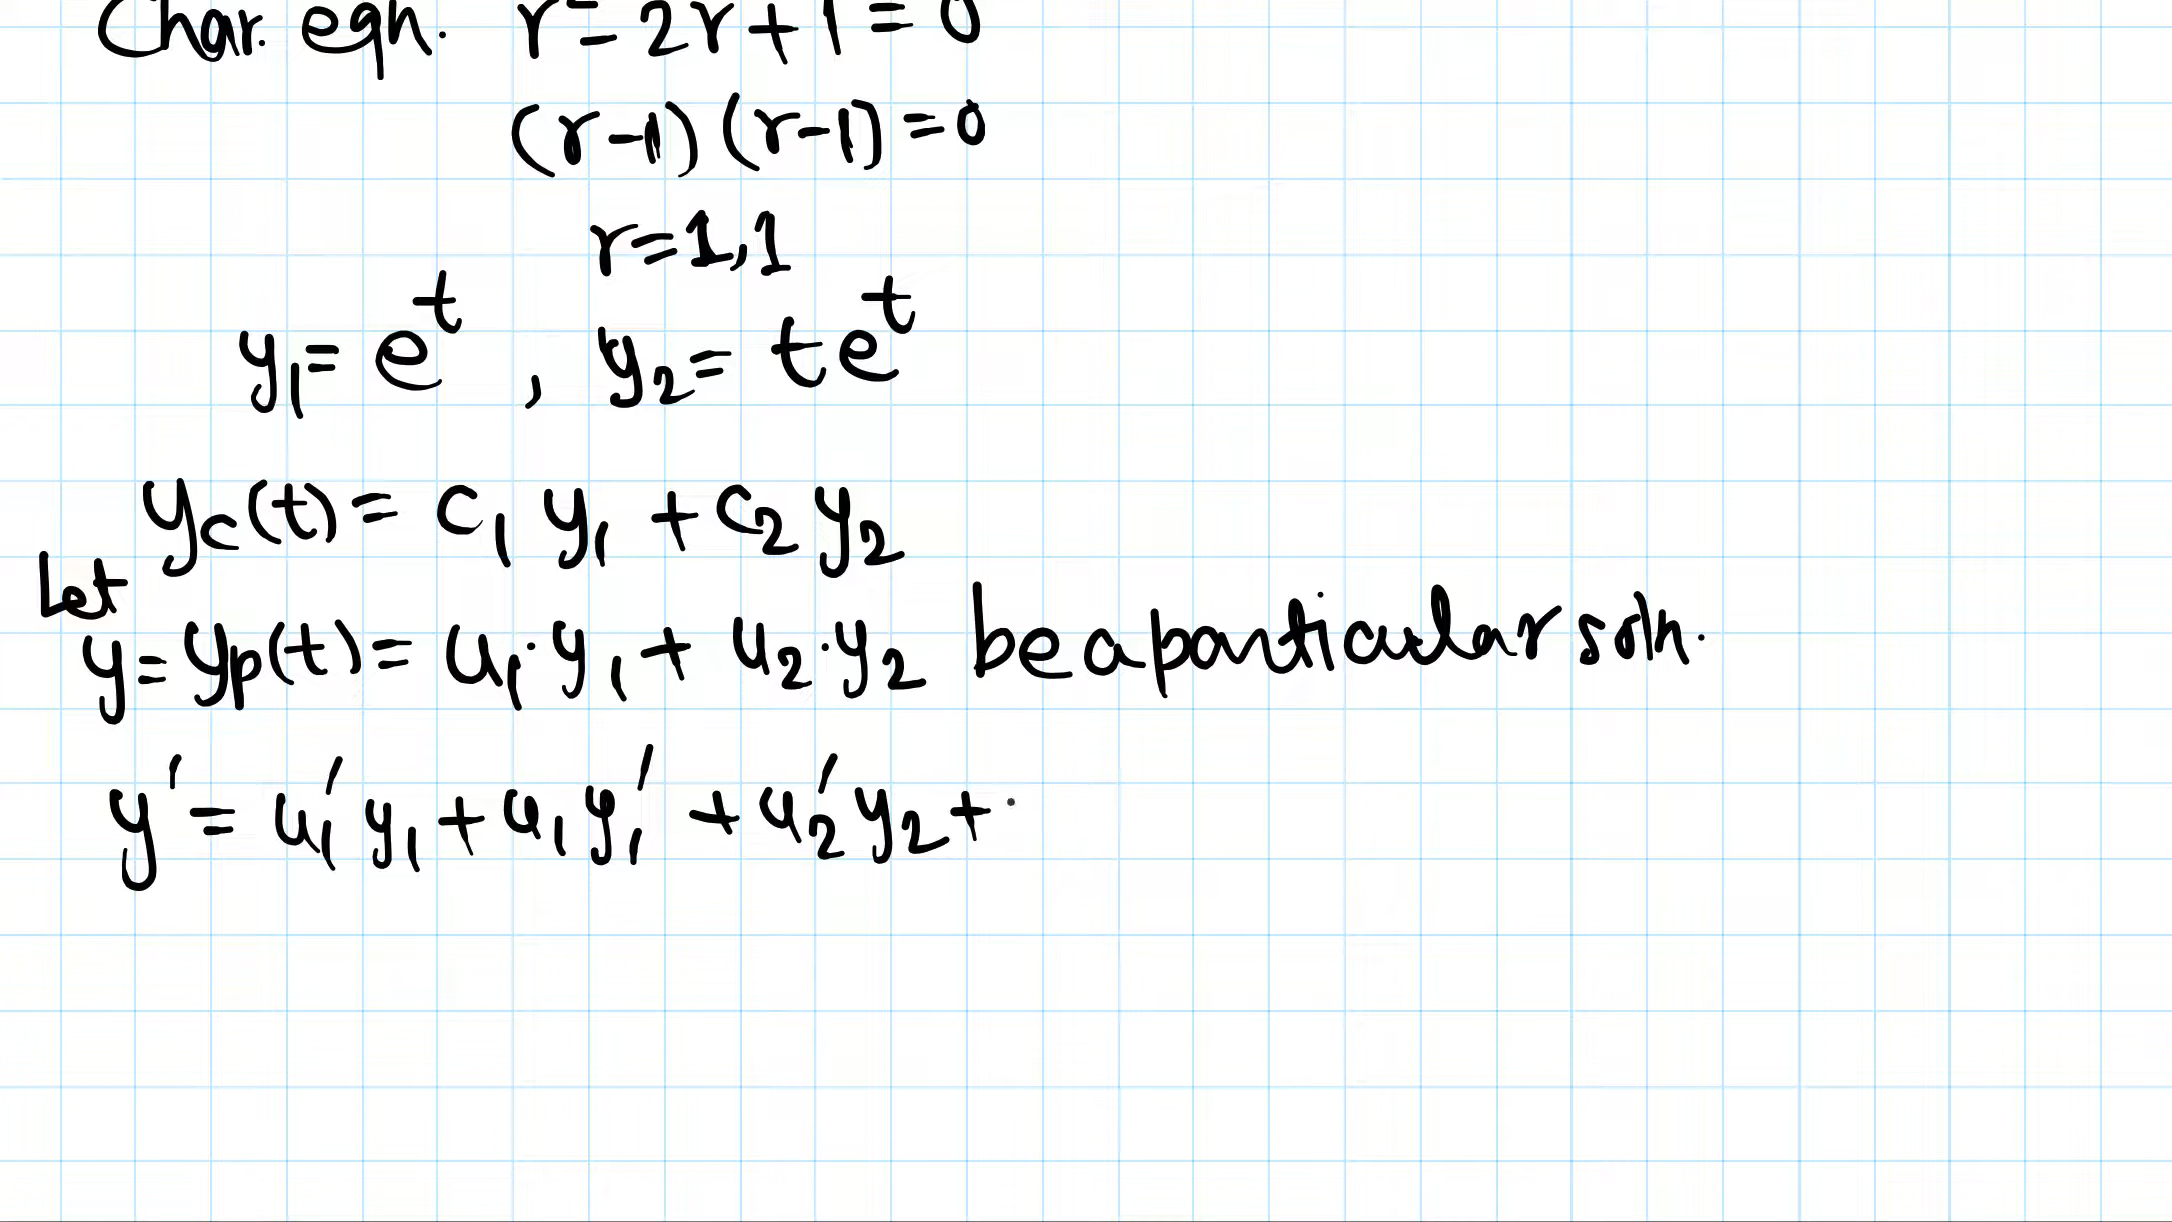 Char. eqn. r² - 2r + 1 = 0
(r-1)(r-1) = 0
r = 1, 1
y₁ = e^t , y₂ = te^t
y_c(t) = c₁ y₁ + c₂ y₂
Let
y = y_p(t) = u₁·y₁ + u₂·y₂ be a particular soln.
y' = u₁' y₁ + u₁ y₁' + u₂' y₂ +